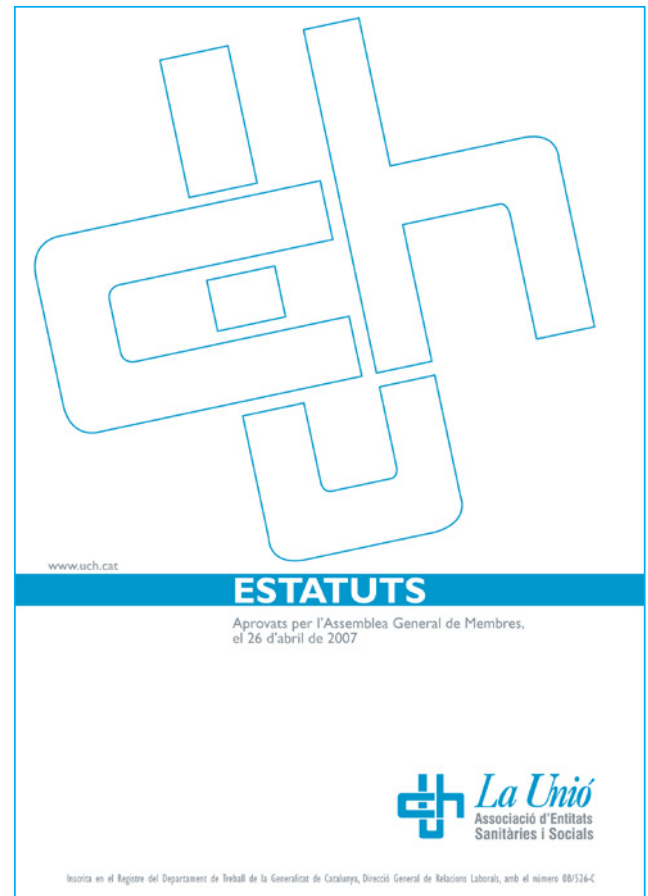 www.uch.cat
ESTATUTS
Aprovats per l'Assemblea General de Membres,
el 26 d'abril de 2007
La Unió
Associació d'Entitats
Sanitàries i Socials
Inscrita en el Registre del Departament de Treball de la Generalitat de Catalunya, Direcció General de Relacions Laborals, amb el número 08/526-C